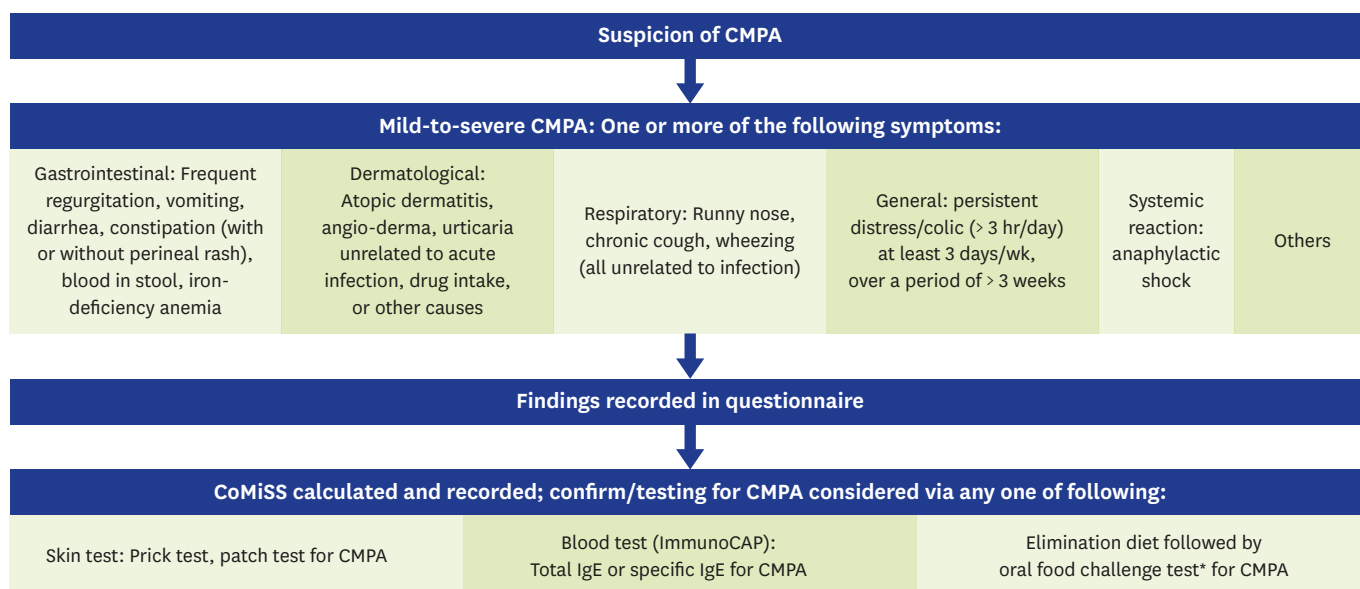 Suspicion of CMPA
Mild-to-severe CMPA: One or more of the following symptoms:
Gastrointestinal: Frequent
regurgitation, vomiting,
diarrhea, constipation (with
or without perineal rash),
blood in stool, iron-
deficiency anemia
Dermatological:
Atopic dermatitis,
angio-derma, urticaria
unrelated to acute
infection, drug intake,
or other causes
Respiratory: Runny nose,
chronic cough, wheezing
(all unrelated to infection)
General: persistent
distress/colic (> 3 hr/day)
at least 3 days/wk,
over a period of > 3 weeks
Systemic
reaction:
anaphylactic
shock
Others
Findings recorded in questionnaire
CoMiSS calculated and recorded; confirm/testing for CMPA considered via any one of following:
Skin test: Prick test, patch test for CMPA
Blood test (ImmunoCAP):
Total IgE or specific IgE for CMPA
Elimination diet followed by
oral food challenge test* for CMPA